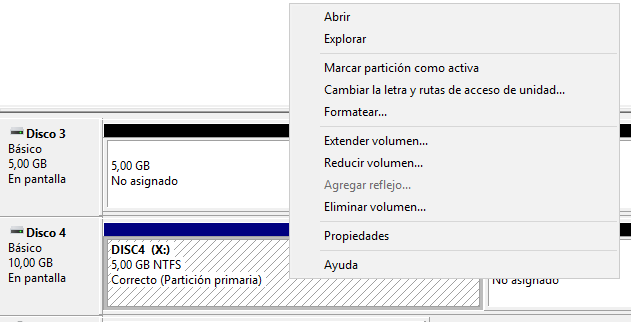 Abrir
Explorar
Marcar partición como activa
Cambiar la letra y rutas de acceso de unidad...
Formatear...
Extender volumen...
Reducir volumen...
Agregar reflejo...
Eliminar volumen...
Propiedades
Ayuda
Disco 3
Básico
5,00 GB
En pantalla
5,00 GB
No asignado
Disco 4
Básico
10,00 GB
En pantalla
DISC4 (X:)
5,00 GB NTFS
Correcto (Partición primaria)
No asignado